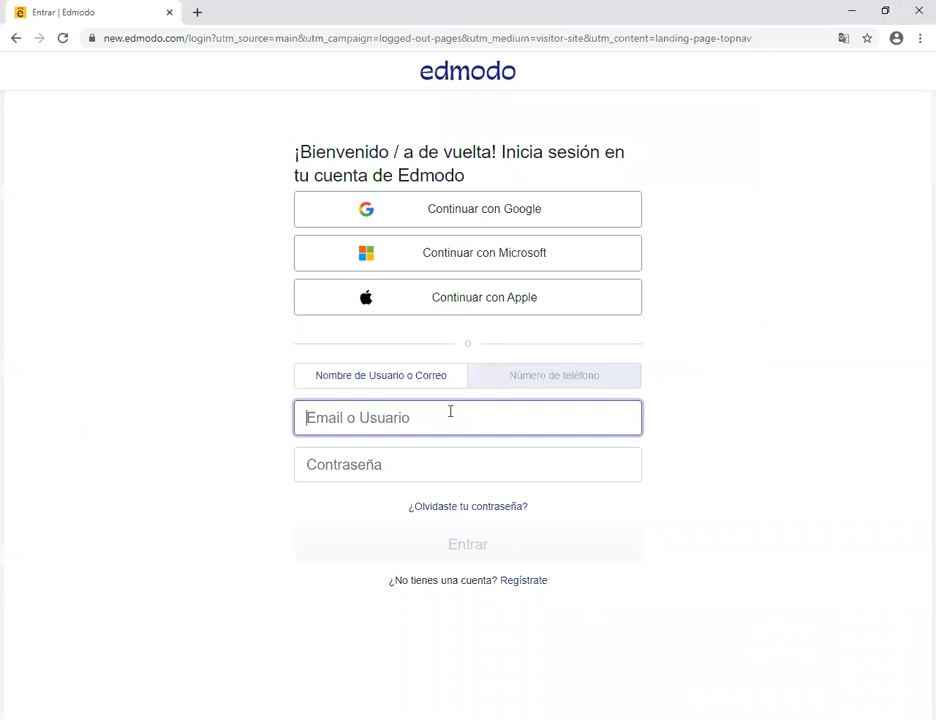 Entrar | Edmodo
new.edmodo.com/login?utm_source=main&utm_campaign=logged-out-pages&utm_medium=visitor-site&utm_content=landing-page-topnav
edmodo
¡Bienvenido / a de vuelta! Inicia sesión en
tu cuenta de Edmodo
Continuar con Google
Continuar con Microsoft
Continuar con Apple
o
Nombre de Usuario o Correo
Número de teléfono
Email o Usuario
Contraseña
¿Olvidaste tu contraseña?
Entrar
¿No tienes una cuenta? Regístrate